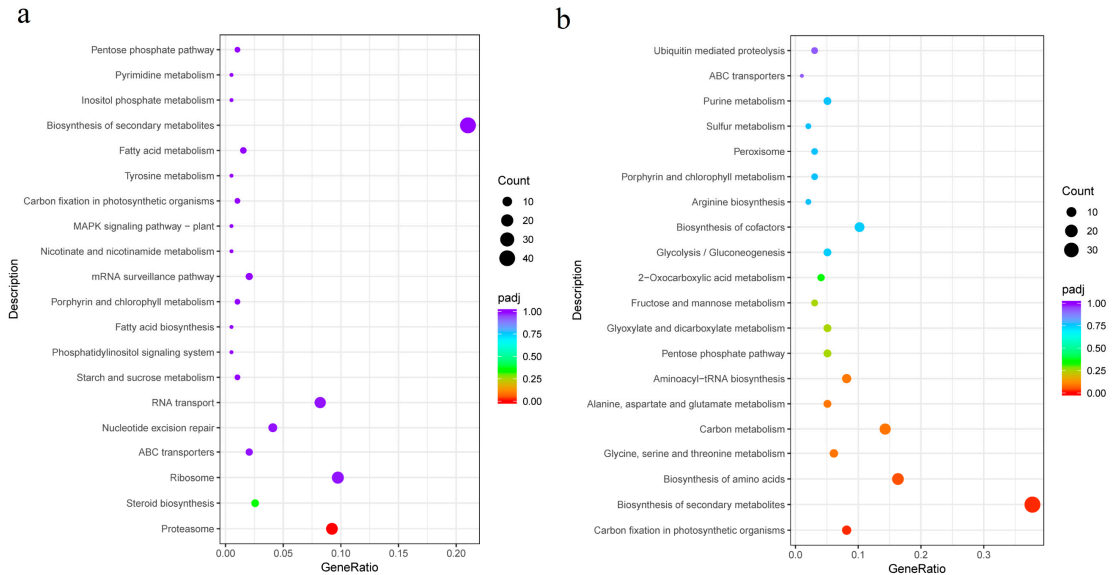 a
Pentose phosphate pathway
Pyrimidine metabolism
Inositol phosphate metabolism
Biosynthesis of secondary metabolites
Fatty acid metabolism
Tyrosine metabolism
Carbon fixation in photosynthetic organisms
MAPK signaling pathway − plant
Nicotinate and nicotinamide metabolism
mRNA surveillance pathway
Porphyrin and chlorophyll metabolism
Fatty acid biosynthesis
Phosphatidylinositol signaling system
Starch and sucrose metabolism
RNA transport
Nucleotide excision repair
ABC transporters
Ribosome
Steroid biosynthesis
Proteasome
Description
0.00 0.05 0.10 0.15 0.20
GeneRatio
Count
10
20
30
40
padj
1.00
0.75
0.50
0.25
0.00
b
Ubiquitin mediated proteolysis
ABC transporters
Purine metabolism
Sulfur metabolism
Peroxisome
Porphyrin and chlorophyll metabolism
Arginine biosynthesis
Biosynthesis of cofactors
Glycolysis / Gluconeogenesis
2−Oxocarboxylic acid metabolism
Fructose and mannose metabolism
Glyoxylate and dicarboxylate metabolism
Pentose phosphate pathway
Aminoacyl−tRNA biosynthesis
Alanine, aspartate and glutamate metabolism
Carbon metabolism
Glycine, serine and threonine metabolism
Biosynthesis of amino acids
Biosynthesis of secondary metabolites
Carbon fixation in photosynthetic organisms
Description
0.0 0.1 0.2 0.3
GeneRatio
Count
10
20
30
padj
1.00
0.75
0.50
0.25
0.00